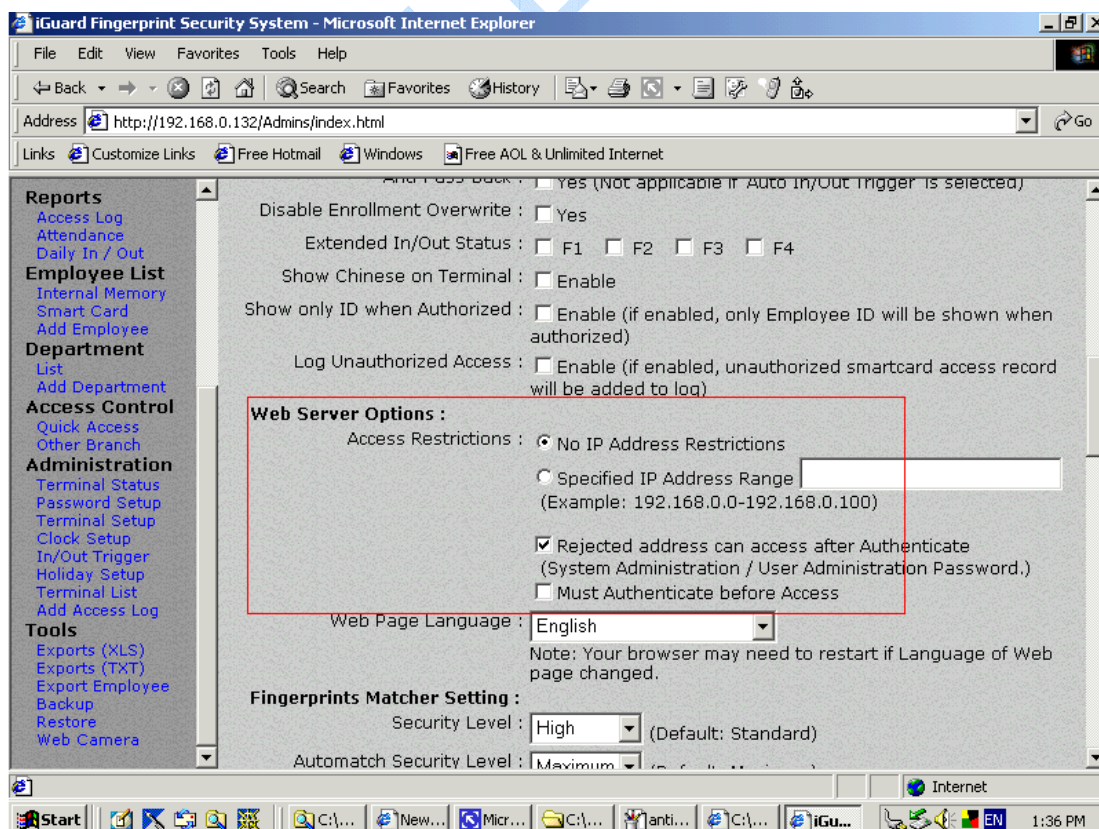 iGuard Fingerprint Security System - Microsoft Internet Explorer
File Edit View Favorites Tools Help
Back Search Favorites History
Address http://192.168.0.132/Admins/index.html Go
Links Customize Links Free Hotmail Windows Free AOL & Unlimited Internet
Reports
Access Log
Attendance
Daily In / Out
Employee List
Internal Memory
Smart Card
Add Employee
Department
List
Add Department
Access Control
Quick Access
Other Branch
Administration
Terminal Status
Password Setup
Terminal Setup
Clock Setup
In/Out Trigger
Holiday Setup
Terminal List
Add Access Log
Tools
Exports (XLS)
Exports (TXT)
Export Employee
Backup
Restore
Web Camera
Anti Pass Back : Yes (Not applicable if 'Auto In/Out Trigger' is selected)
Disable Enrollment Overwrite : Yes
Extended In/Out Status : F1 F2 F3 F4
Show Chinese on Terminal : Enable
Show only ID when Authorized : Enable (if enabled, only Employee ID will be shown when
authorized)
Log Unauthorized Access : Enable (if enabled, unauthorized smartcard access record
will be added to log)
Web Server Options :
Access Restrictions : No IP Address Restrictions
Specified IP Address Range
(Example: 192.168.0.0-192.168.0.100)
Rejected address can access after Authenticate
(System Administration / User Administration Password.)
Must Authenticate before Access
Web Page Language : English
Note: Your browser may need to restart if Language of Web
page changed.
Fingerprints Matcher Setting :
Security Level : High (Default: Standard)
Automatch Security Level : Maximum
Internet
Start C:\... New... Micr... C:\... anti... C:\... iGu... EN 1:36 PM